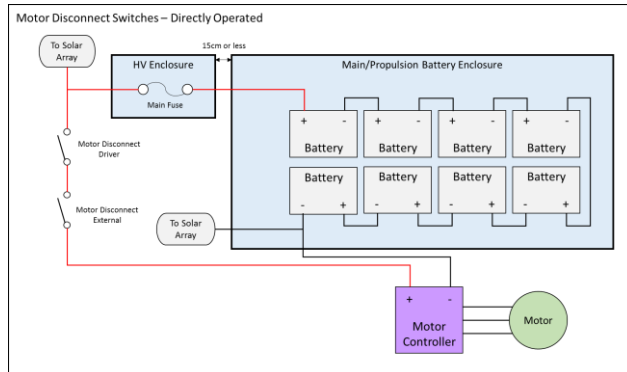 Motor Disconnect Switches – Directly Operated
To Solar
Array
HV Enclosure
15cm or less
Main/Propulsion Battery Enclosure
Main Fuse
+ -
Battery
+ -
Battery
+ -
Battery
+ -
Battery
Motor Disconnect
Driver
Battery
- +
Battery
- +
Battery
- +
Battery
- +
Motor Disconnect
External
To Solar
Array
+ -
Motor
Controller
Motor